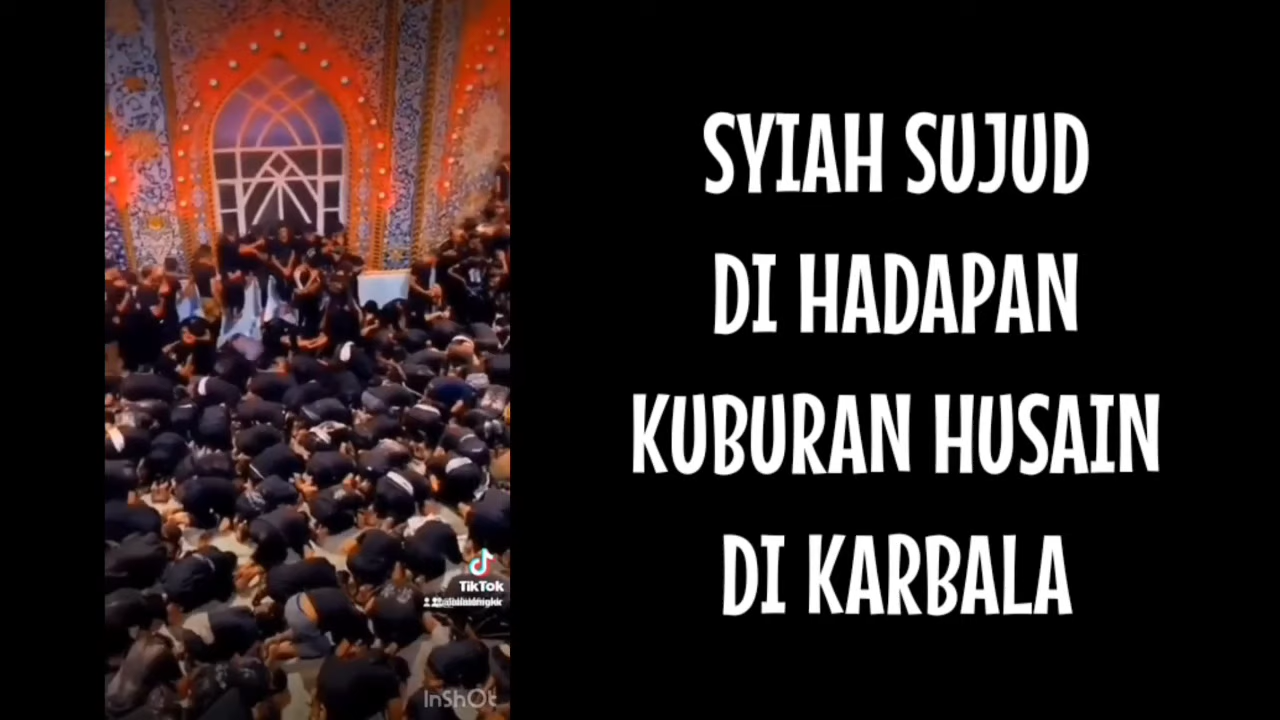 SYIAH SUJUD
DI HADAPAN
KUBURAN HUSAIN
DI KARBALA
TikTok
InShOt